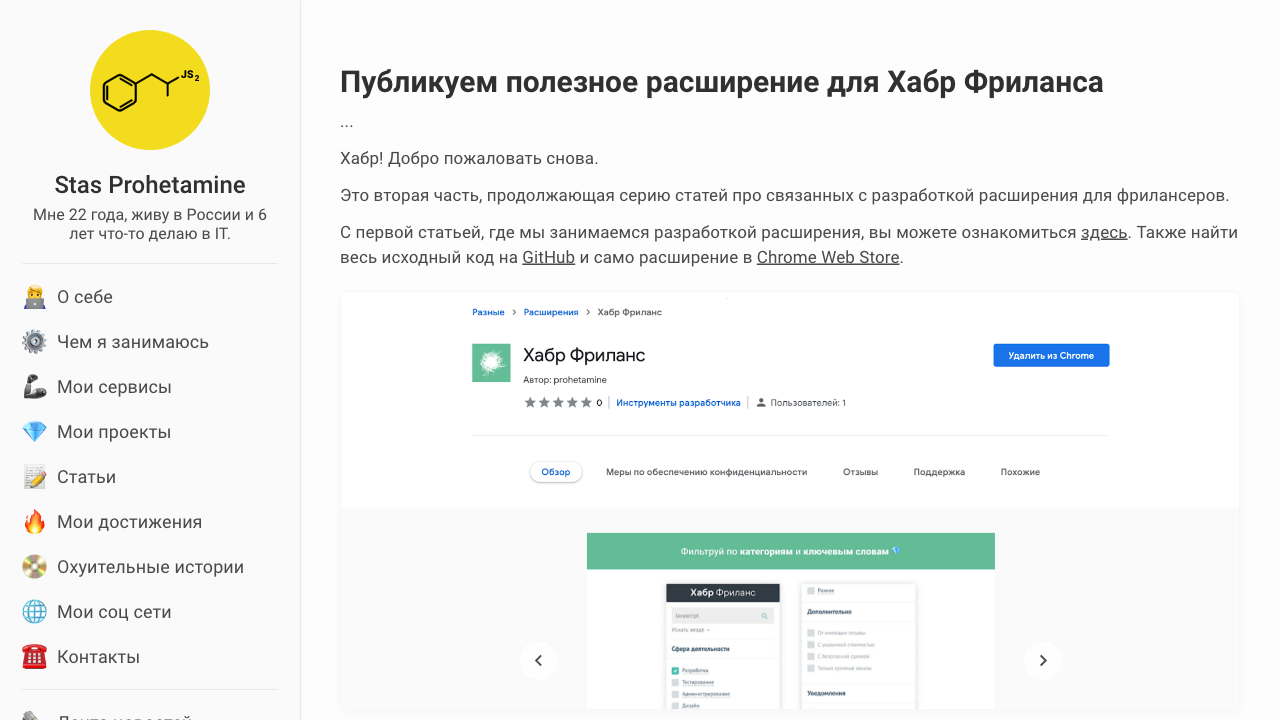 JS2
Stas Prohetamine
Мне 22 года, живу в России и 6
лет что-то делаю в IT.
О себе
Чем я занимаюсь
Мои сервисы
Мои проекты
Статьи
Мои достижения
Охуительные истории
Мои соц сети
Контакты
Лента новостей
Публикуем полезное расширение для Хабр Фриланса
...
Хабр! Добро пожаловать снова.
Это вторая часть, продолжающая серию статей про связанных с разработкой расширения для фрилансеров.
С первой статьей, где мы занимаемся разработкой расширения, вы можете ознакомиться здесь. Также найти
весь исходный код на GitHub и само расширение в Chrome Web Store.
Разные > Расширения > Хабр Фриланс
Хабр Фриланс
Удалить из Chrome
Автор: prohetamine
0 | Инструменты разработчика | Пользователей: 1
Обзор Меры по обеспечению конфиденциальности Отзывы Поддержка Похожие
Фильтруй по категориям и ключевым словам
Хабр Фриланс
javascript
Искать везде
Сфера деятельности
Разработка
Тестирование
Администрирование
Дизайн
Разное
Дополнительно
От имеющих отзывы
С указанной стоимостью
С безопасной сделкой
Только срочные заказы
Уведомления